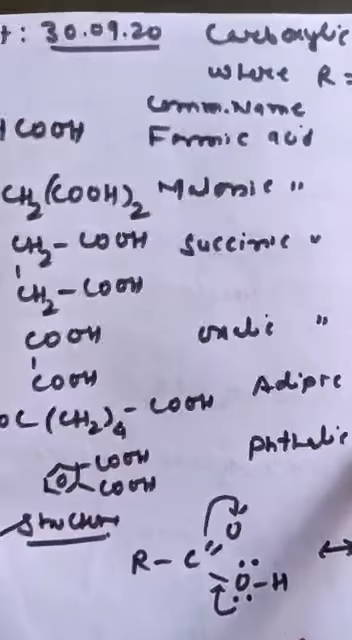 t: 30.09.20 Carboxylic
where R =
Comm. Name
COOH Formic acid
CH2(COOH)2 Malonic "
CH2-COOH Succinic "
CH2-COOH
COOH oxalic "
COOH
OC(CH2)4-COOH Adipic
COOH Phthalic
COOH
Structure
O
R-C ↔
O-H